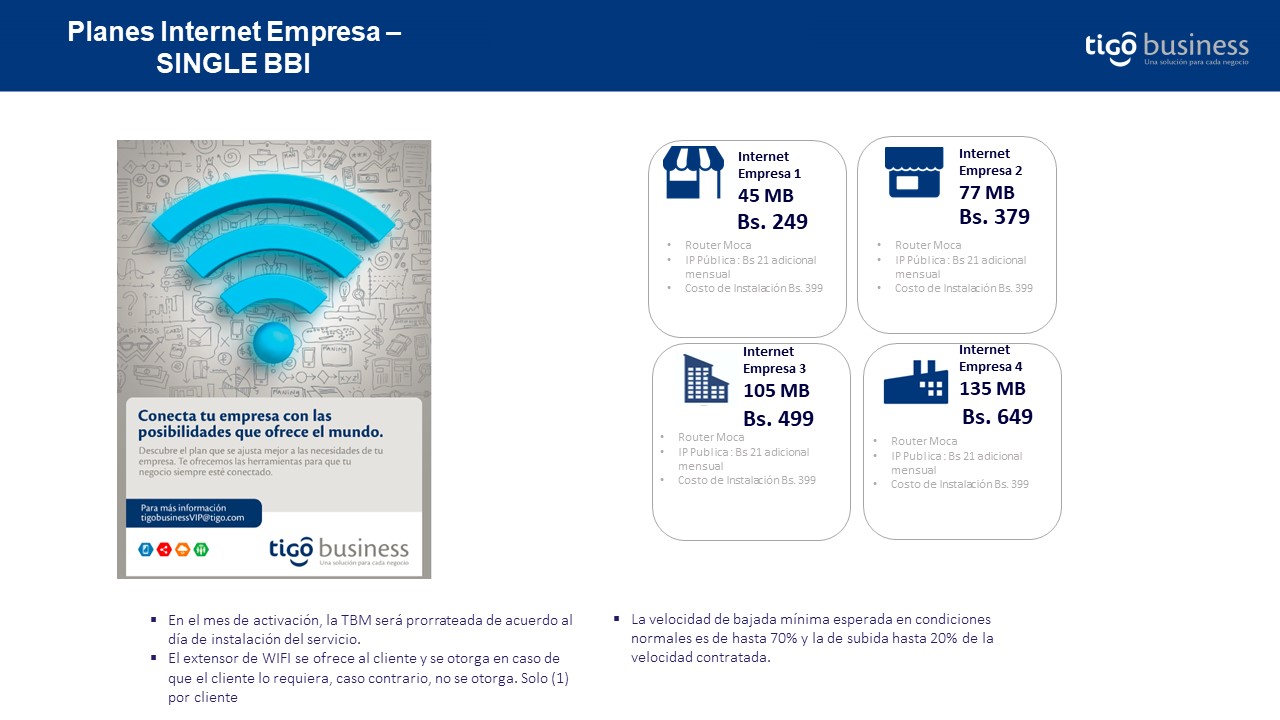 Planes Internet Empresa –
SINGLE BBI
tigo business
Una solución para cada negocio
BUSINESS
PANING
PANING
Conecta tu empresa con las
posibilidades que ofrece el mundo.
Descubre el plan que se ajusta mejor a las necesidades de tu
empresa. Te ofrecemos las herramientas para que tu
negocio siempre esté conectado.
Para más información
tigobusinessVIP@tigo.com
tigo business
Una solución para cada negocio
Internet
Empresa 1
45 MB
Bs. 249
• Router Moca
• IP Pública: Bs 21 adicional
mensual
• Costo de Instalación Bs. 399
Internet
Empresa 2
77 MB
Bs. 379
• Router Moca
• IP Pública: Bs 21 adicional
mensual
• Costo de Instalación Bs. 399
Internet
Empresa 3
105 MB
Bs. 499
• Router Moca
• IP Publica: Bs 21 adicional
mensual
• Costo de Instalación Bs. 399
Internet
Empresa 4
135 MB
Bs. 649
• Router Moca
• IP Publica: Bs 21 adicional
mensual
• Costo de Instalación Bs. 399
▪ En el mes de activación, la TBM será prorrateada de acuerdo al
día de instalación del servicio.
▪ El extensor de WIFI se ofrece al cliente y se otorga en caso de
que el cliente lo requiera, caso contrario, no se otorga. Solo (1)
por cliente
▪ La velocidad de bajada mínima esperada en condiciones
normales es de hasta 70% y la de subida hasta 20% de la
velocidad contratada.